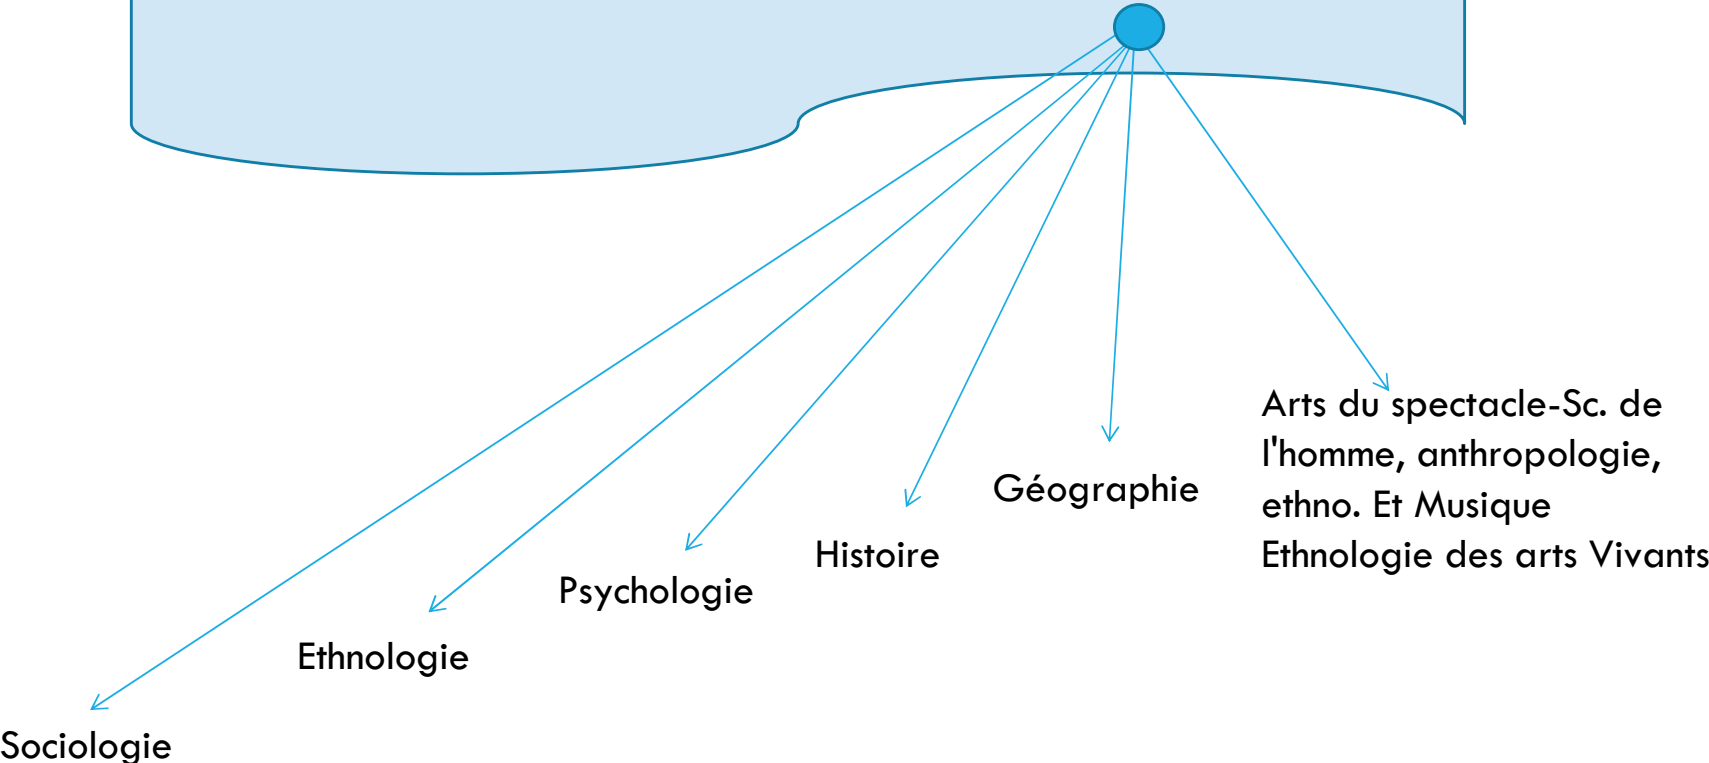 Arts du spectacle-Sc. de
l'homme, anthropologie,
ethno. Et Musique
Ethnologie des arts Vivants
Géographie
Histoire
Psychologie
Ethnologie
Sociologie